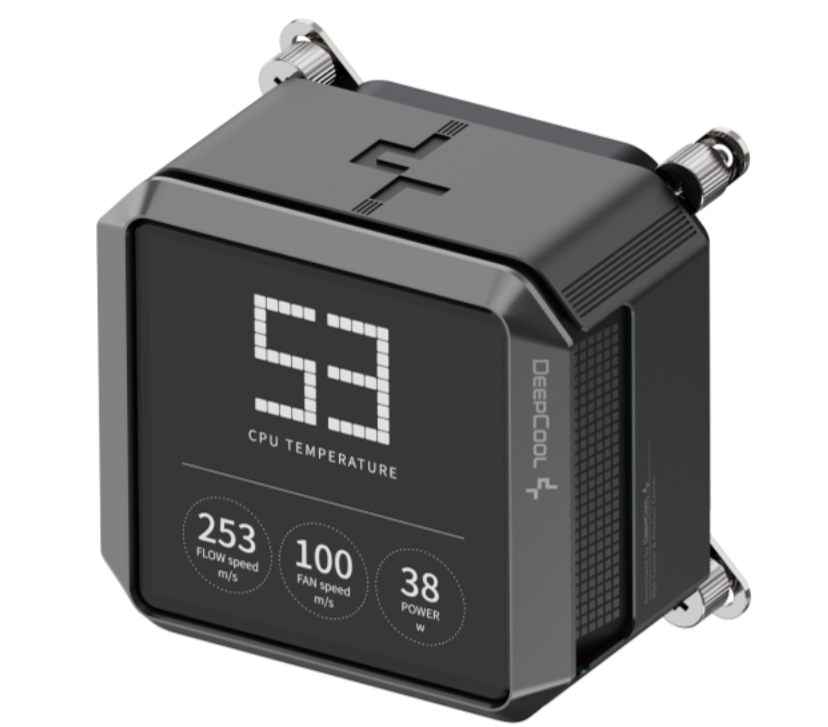 53
CPU TEMPERATURE
253
FLOW speed
m/s
100
FAN speed
m/s
38
POWER
w
DEEPCOOL